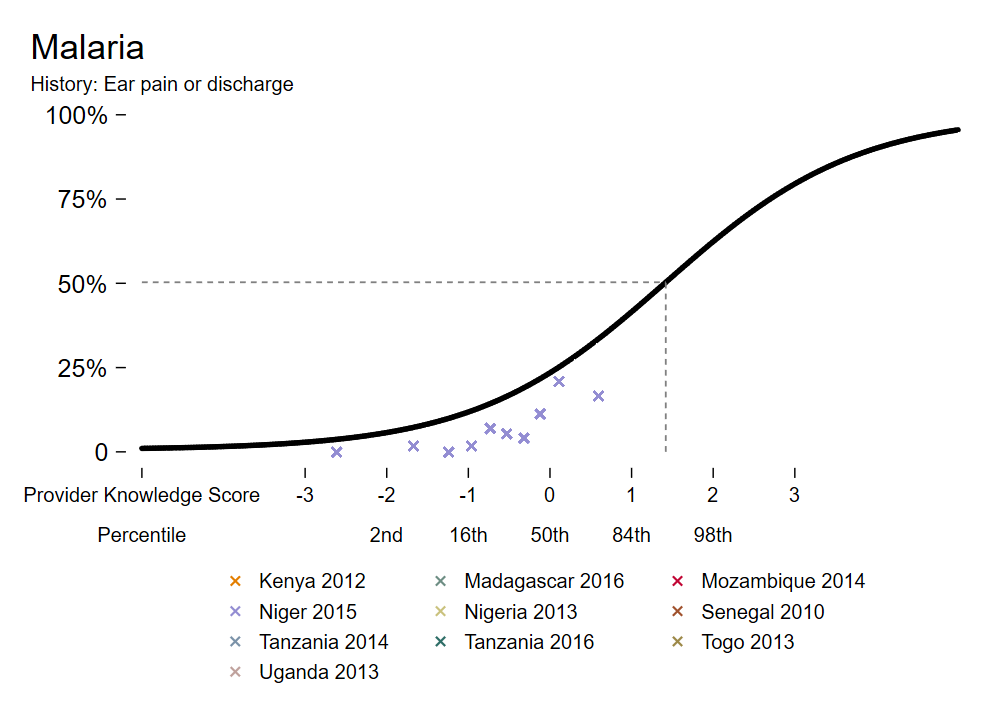 Malaria
History: Ear pain or discharge
100%
75%
50%
25%
0
Provider Knowledge Score -3 -2 -1 0 1 2 3
Percentile 2nd 16th 50th 84th 98th
Kenya 2012 Madagascar 2016 Mozambique 2014
Niger 2015 Nigeria 2013 Senegal 2010
Tanzania 2014 Tanzania 2016 Togo 2013
Uganda 2013